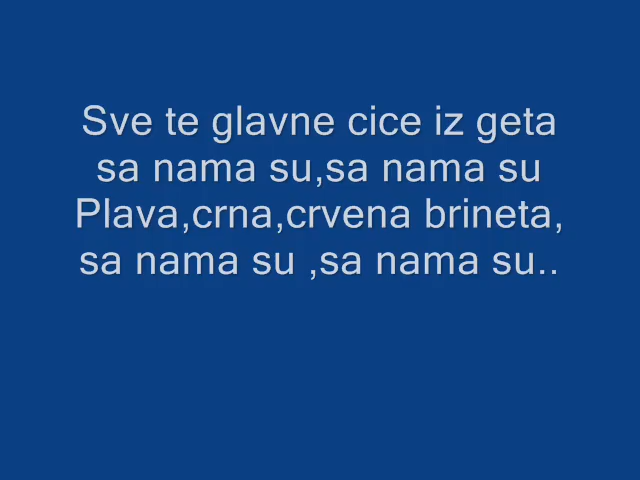 Sve te glavne cice iz geta
sa nama su,sa nama su
Plava,crna,crvena brineta,
sa nama su ,sa nama su..